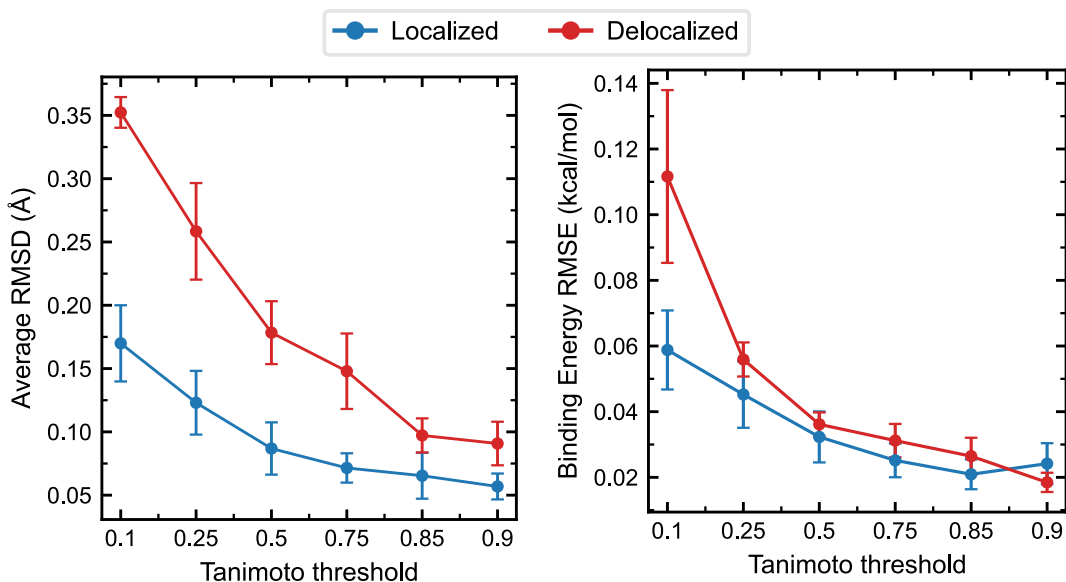 Localized Delocalized
Average RMSD (Å)
0.35
0.30
0.25
0.20
0.15
0.10
0.05
0.1 0.25 0.5 0.75 0.85 0.9
Tanimoto threshold
Binding Energy RMSE (kcal/mol)
0.14
0.12
0.10
0.08
0.06
0.04
0.02
0.1 0.25 0.5 0.75 0.85 0.9
Tanimoto threshold